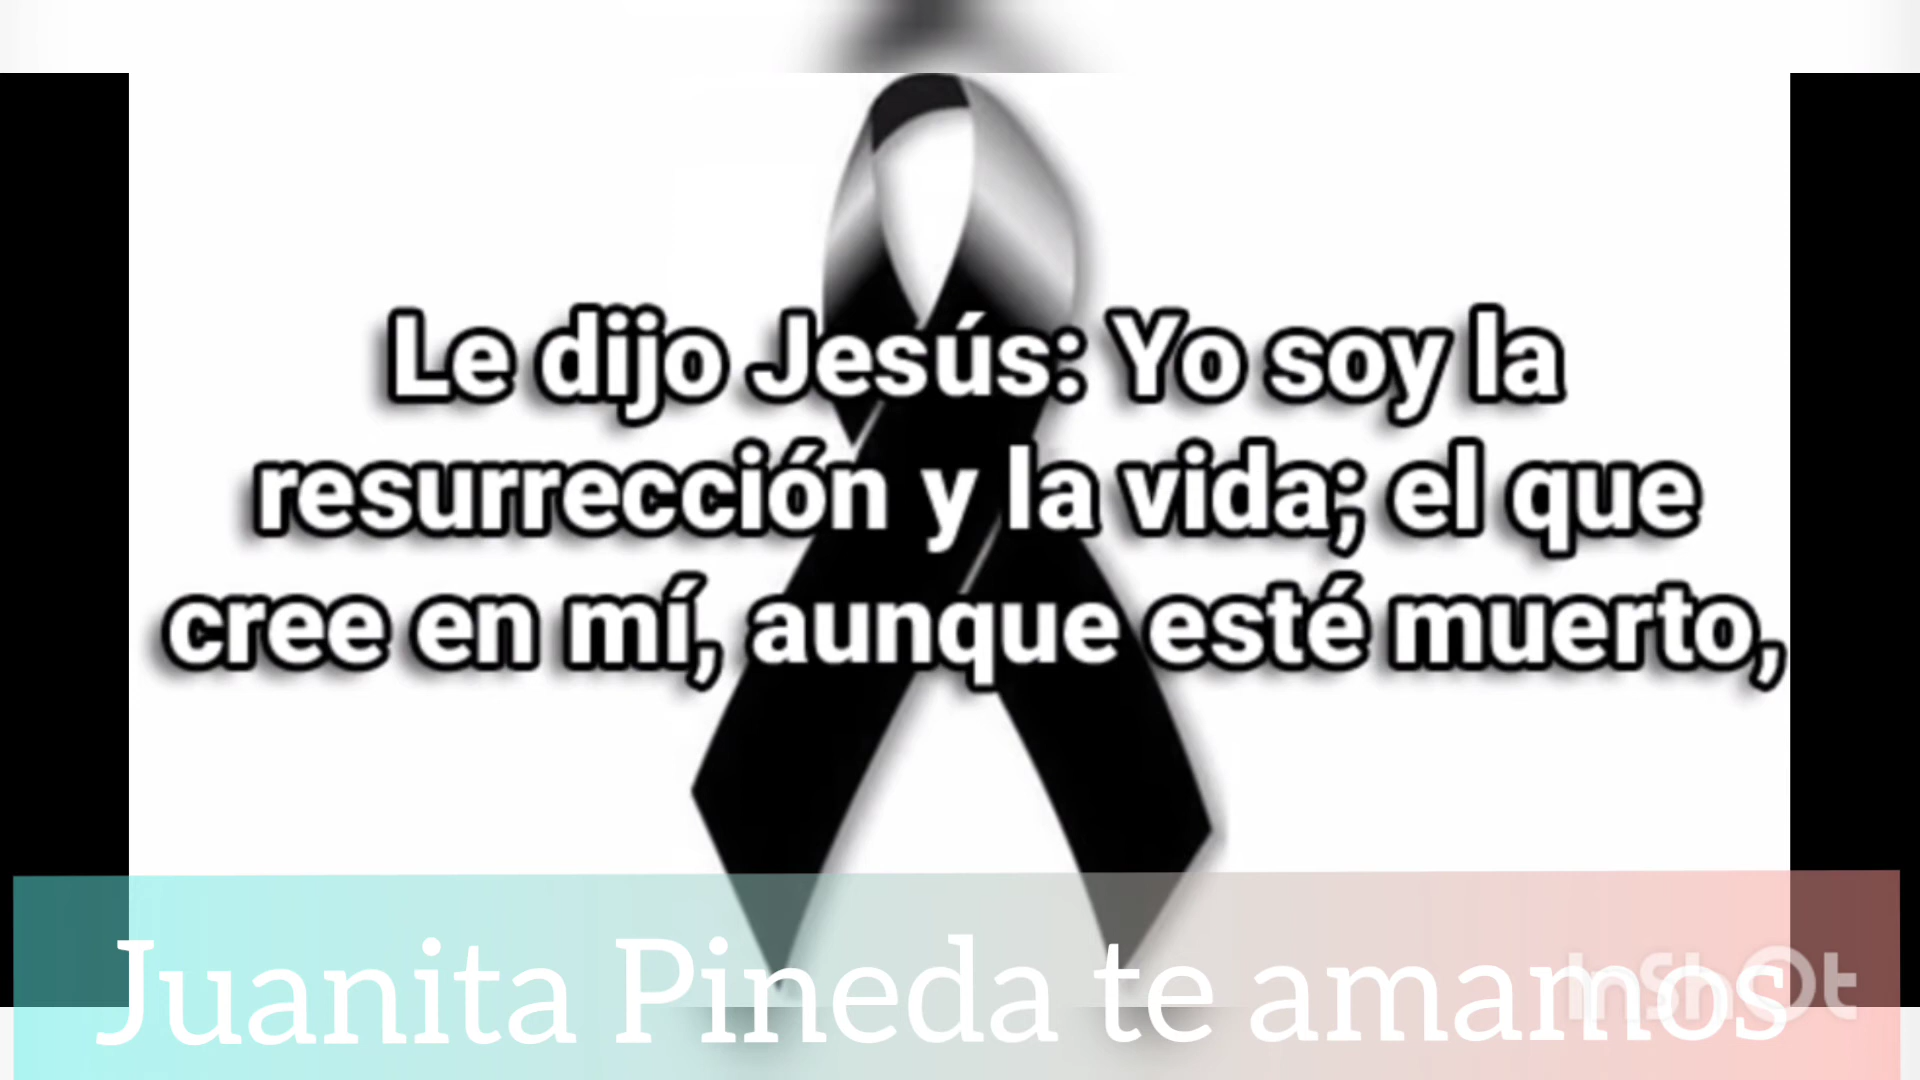 Le dijo Jesús: Yo soy la
resurrección y la vida; el que
cree en mí, aunque esté muerto,
Juanita Pineda te amamos
InShOt